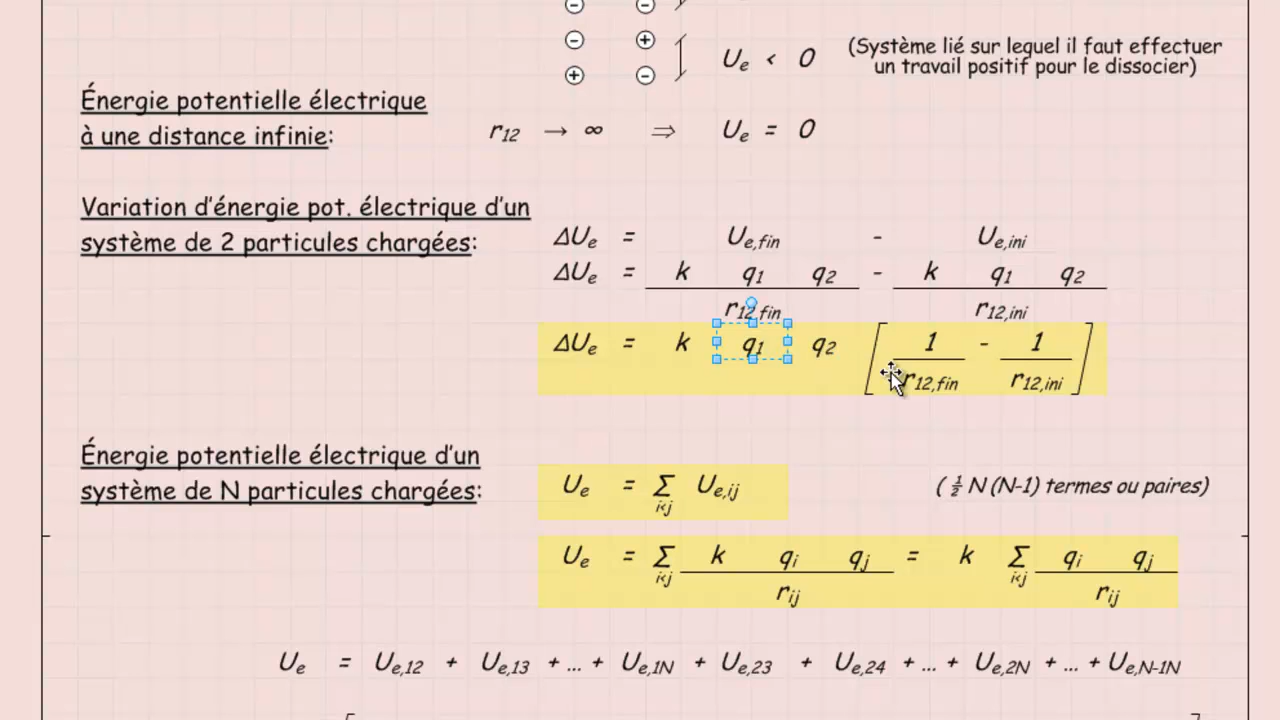 - -
- +
+ -
Ue < 0
(Système lié sur lequel il faut effectuer
un travail positif pour le dissocier)
Énergie potentielle électrique
à une distance infinie:
r12 → ∞ ⇒ Ue = 0
Variation d'énergie pot. électrique d'un
système de 2 particules chargées:
ΔUe = Ue,fin - Ue,ini
ΔUe = k q1 q2 - k q1 q2
r12,fin r12,ini
ΔUe = k q1 q2 [ 1 - 1 ]
r12,fin r12,ini
Énergie potentielle électrique d'un
système de N particules chargées:
Ue = Σ Ue,ij
i<j
( ½ N (N-1) termes ou paires)
Ue = Σ k qi qj = k Σ qi qj
i<j rij i<j rij
Ue = Ue,12 + Ue,13 + ... + Ue,1N + Ue,23 + Ue,24 + ... + Ue,2N + ... + Ue,N-1N